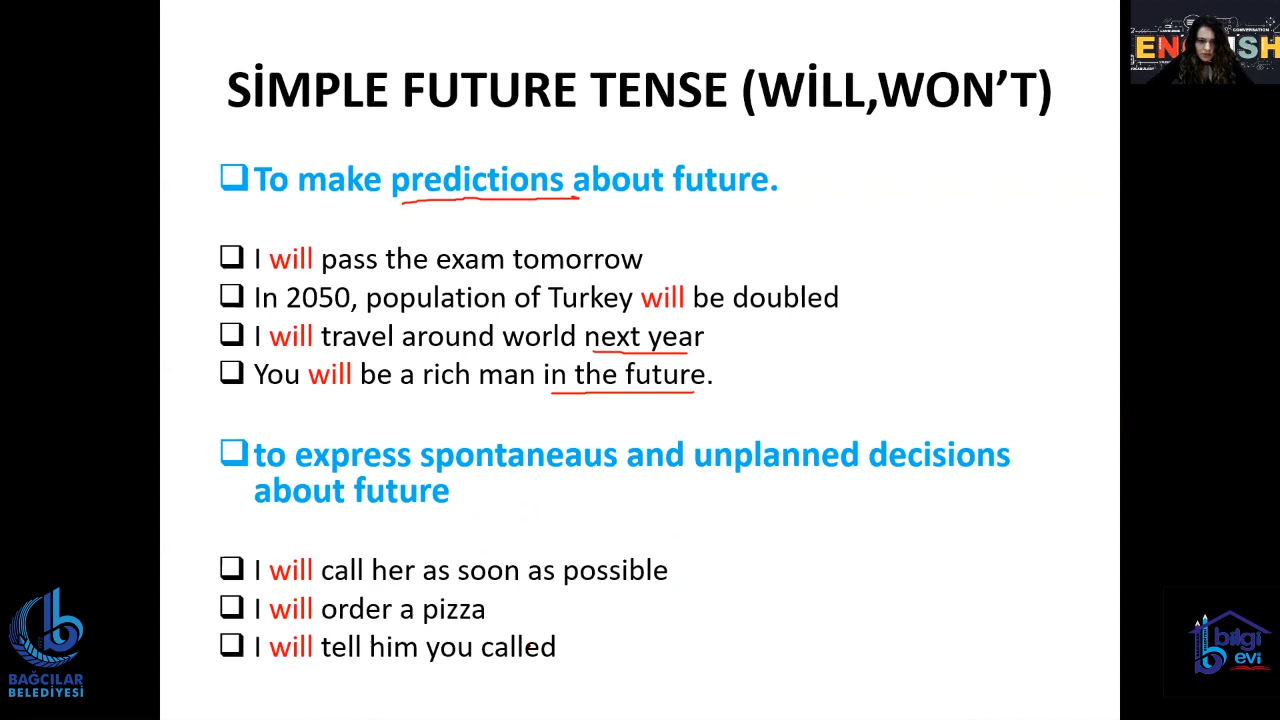 SİMPLE FUTURE TENSE (WİLL,WON’T)
To make predictions about future.
I will pass the exam tomorrow
In 2050, population of Turkey will be doubled
I will travel around world next year
You will be a rich man in the future.
to express spontaneaus and unplanned decisions
about future
I will call her as soon as possible
I will order a pizza
I will tell him you called
CONVERSATION
BAĞCILAR
BELEDİYESİ
bilgi
evi